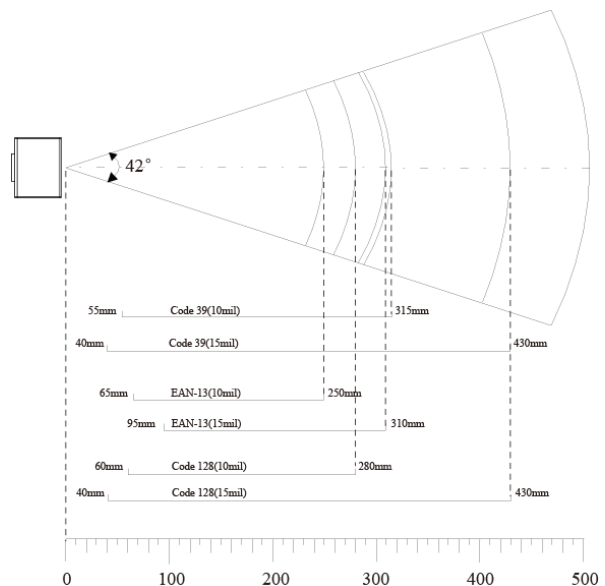 42°
55mm Code 39(10mil) 315mm
40mm Code 39(15mil) 430mm
65mm EAN-13(10mil) 250mm
95mm EAN-13(15mil) 310mm
60mm Code 128(10mil) 280mm
40mm Code 128(15mil) 430mm
0 100 200 300 400 500